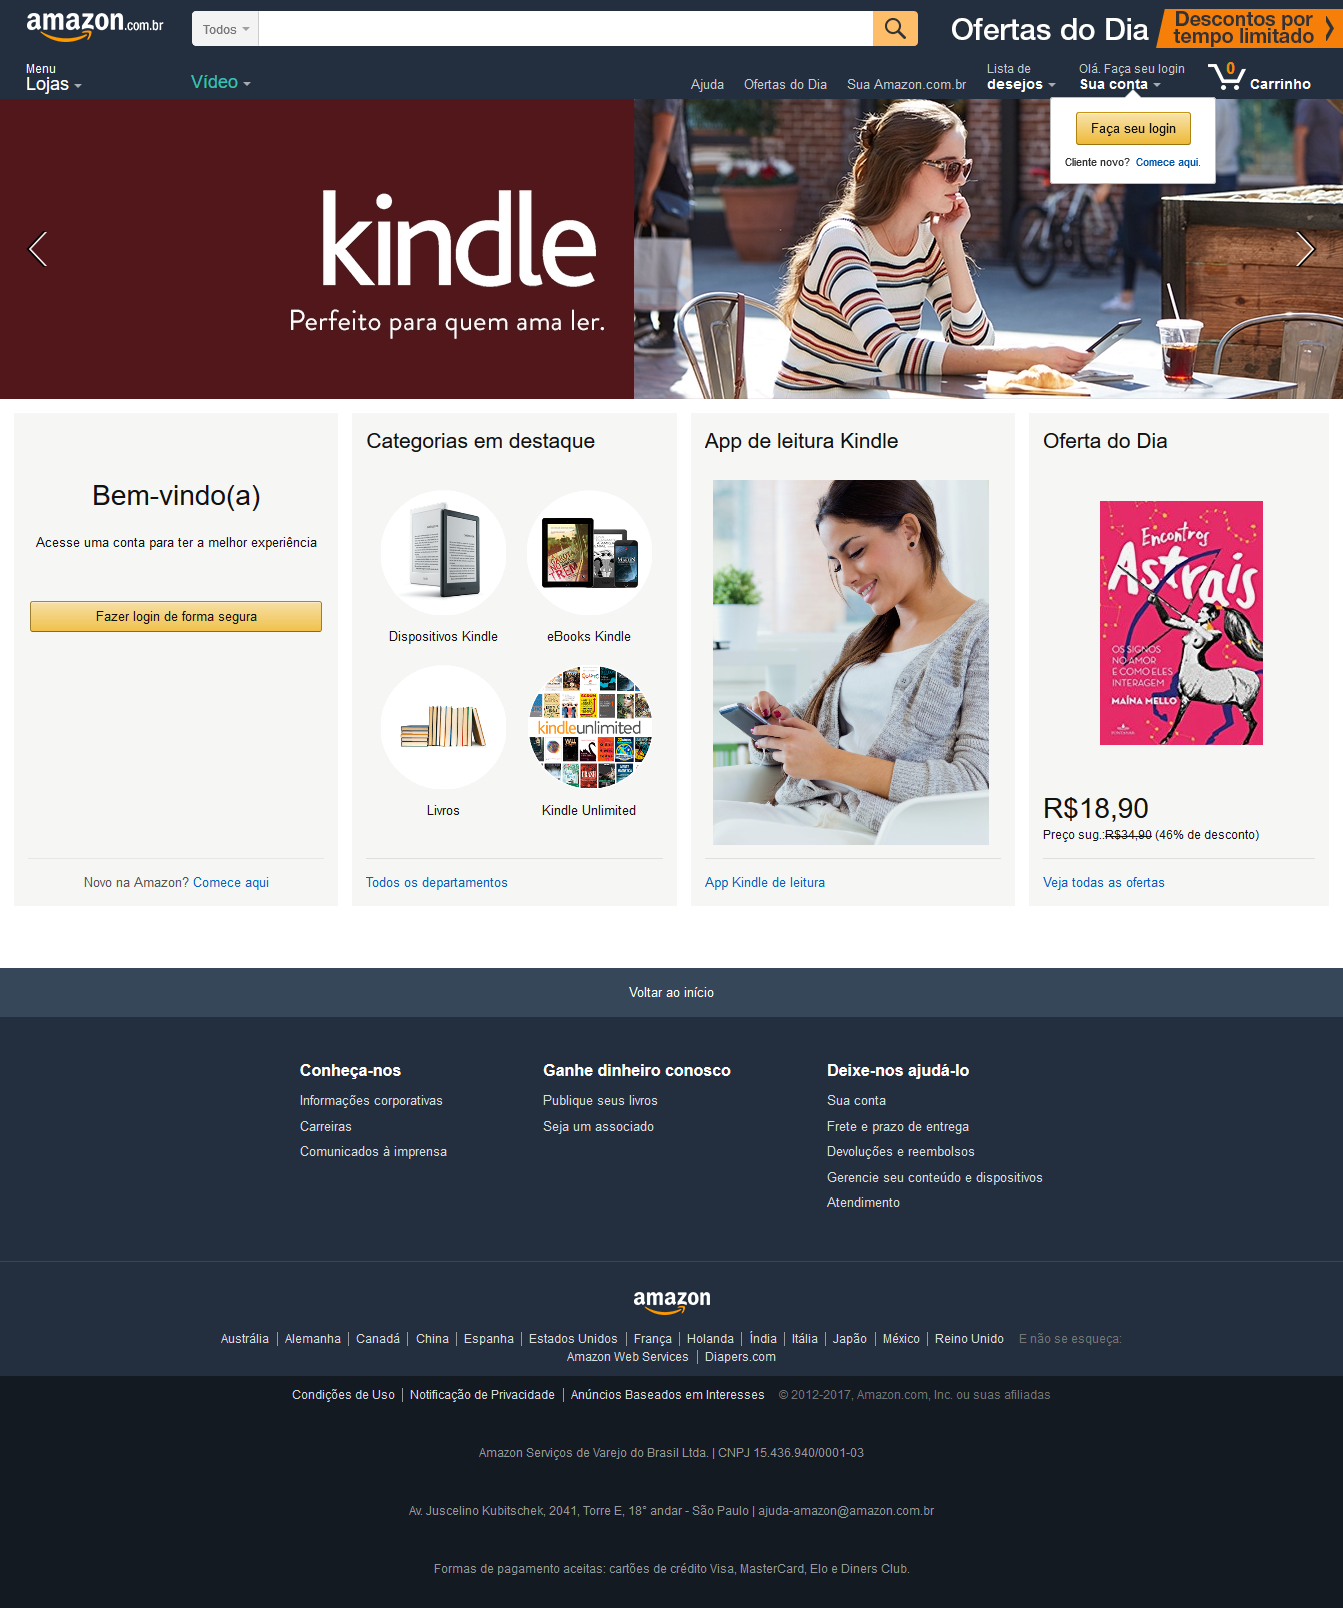 amazon.com.br
Todos
Ofertas do Dia
Descontos por
tempo limitado
Menu
Lojas
Vídeo
Ajuda
Ofertas do Dia
Sua Amazon.com.br
Lista de
desejos
Olá. Faça seu login
Sua conta
0
Carrinho
Faça seu login
Cliente novo? Comece aqui.
kindle
Perfeito para quem ama ler.
Bem-vindo(a)
Acesse uma conta para ter a melhor experiência
Fazer login de forma segura
Novo na Amazon? Comece aqui
Categorias em destaque
Dispositivos Kindle
eBooks Kindle
kindleunlimited
Livros
Kindle Unlimited
Todos os departamentos
App de leitura Kindle
App Kindle de leitura
Oferta do Dia
Encontros
Astrais
OS SIGNOS
NO AMOR
E COMO ELES
INTERAGEM
MAÍNA MELLO
R$18,90
Preço sug.:R$34,90 (46% de desconto)
Veja todas as ofertas
Voltar ao início
Conheça-nos
Informações corporativas
Carreiras
Comunicados à imprensa
Ganhe dinheiro conosco
Publique seus livros
Seja um associado
Deixe-nos ajudá-lo
Sua conta
Frete e prazo de entrega
Devoluções e reembolsos
Gerencie seu conteúdo e dispositivos
Atendimento
amazon
Austrália | Alemanha | Canadá | China | Espanha | Estados Unidos | França | Holanda | Índia | Itália | Japão | México | Reino Unido E não se esqueça:
Amazon Web Services | Diapers.com
Condições de Uso | Notificação de Privacidade | Anúncios Baseados em Interesses © 2012-2017, Amazon.com, Inc. ou suas afiliadas
Amazon Serviços de Varejo do Brasil Ltda. | CNPJ 15.436.940/0001-03
Av. Juscelino Kubitschek, 2041, Torre E, 18° andar - São Paulo | ajuda-amazon@amazon.com.br
Formas de pagamento aceitas: cartões de crédito Visa, MasterCard, Elo e Diners Club.